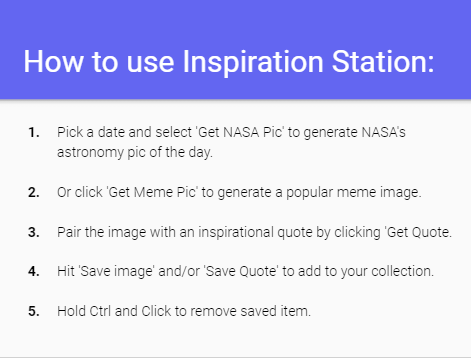 How to use Inspiration Station:
1. Pick a date and select 'Get NASA Pic' to generate NASA's
astronomy pic of the day.
2. Or click 'Get Meme Pic' to generate a popular meme image.
3. Pair the image with an inspirational quote by clicking 'Get Quote.
4. Hit 'Save image' and/or 'Save Quote' to add to your collection.
5. Hold Ctrl and Click to remove saved item.